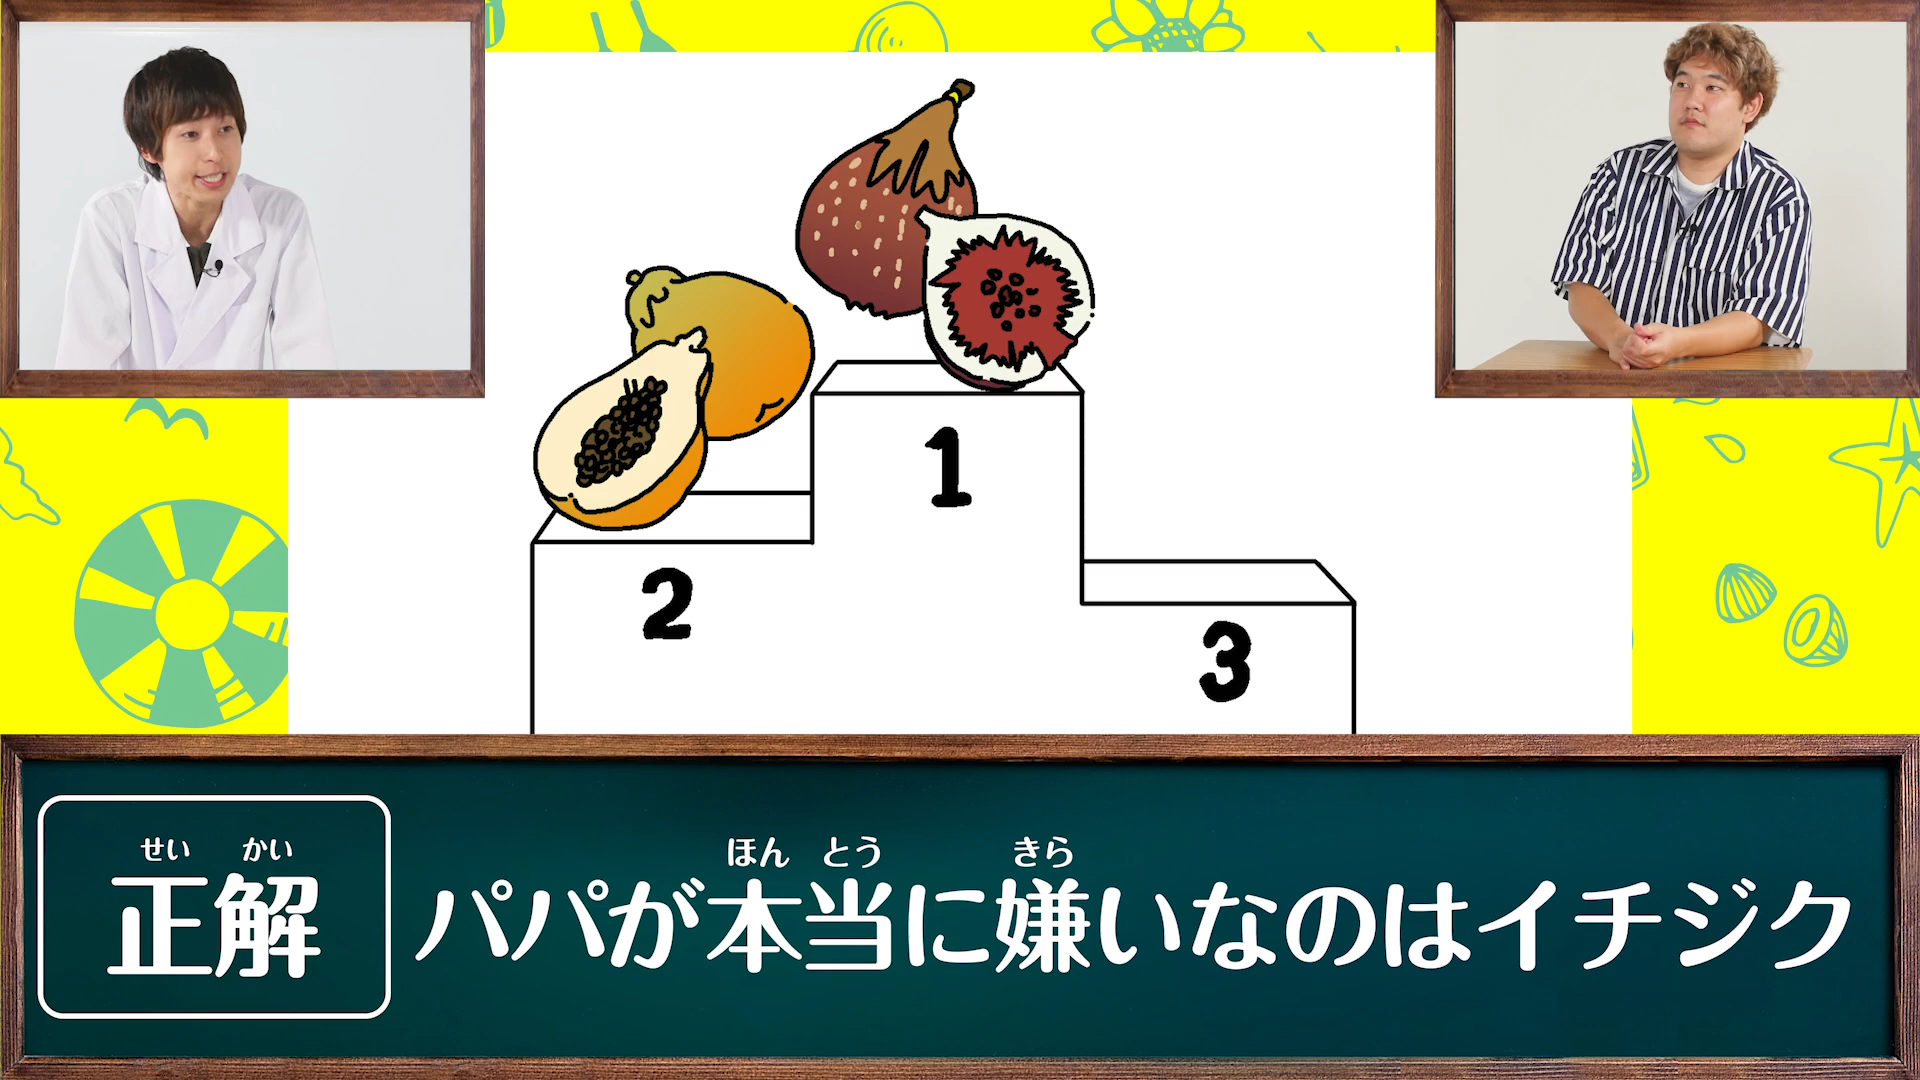 1
2
3
せい かい
正解
ほん とう きら
パパが本当に嫌いなのはイチジク